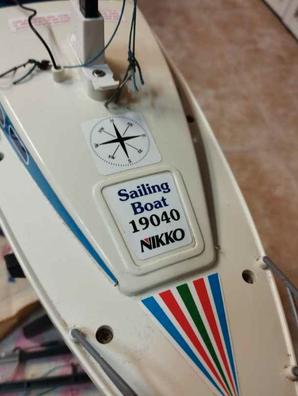 Sailing
Boat
19040
NIKKO